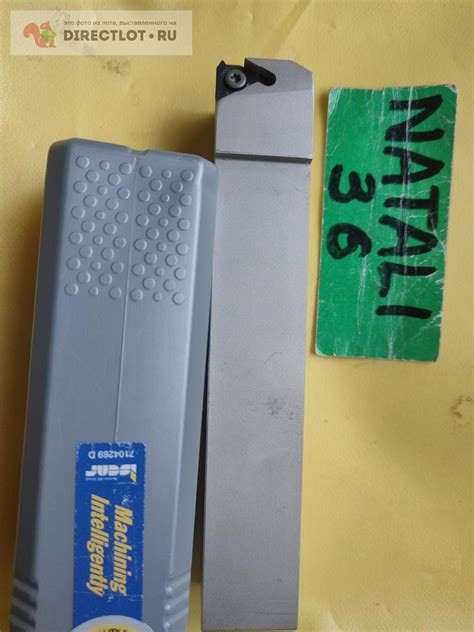 это фото из лота, выставленного на
DIRECTLOT.RU
NATALI
36
ISCAR
7104269 D
Machining
Intelligently